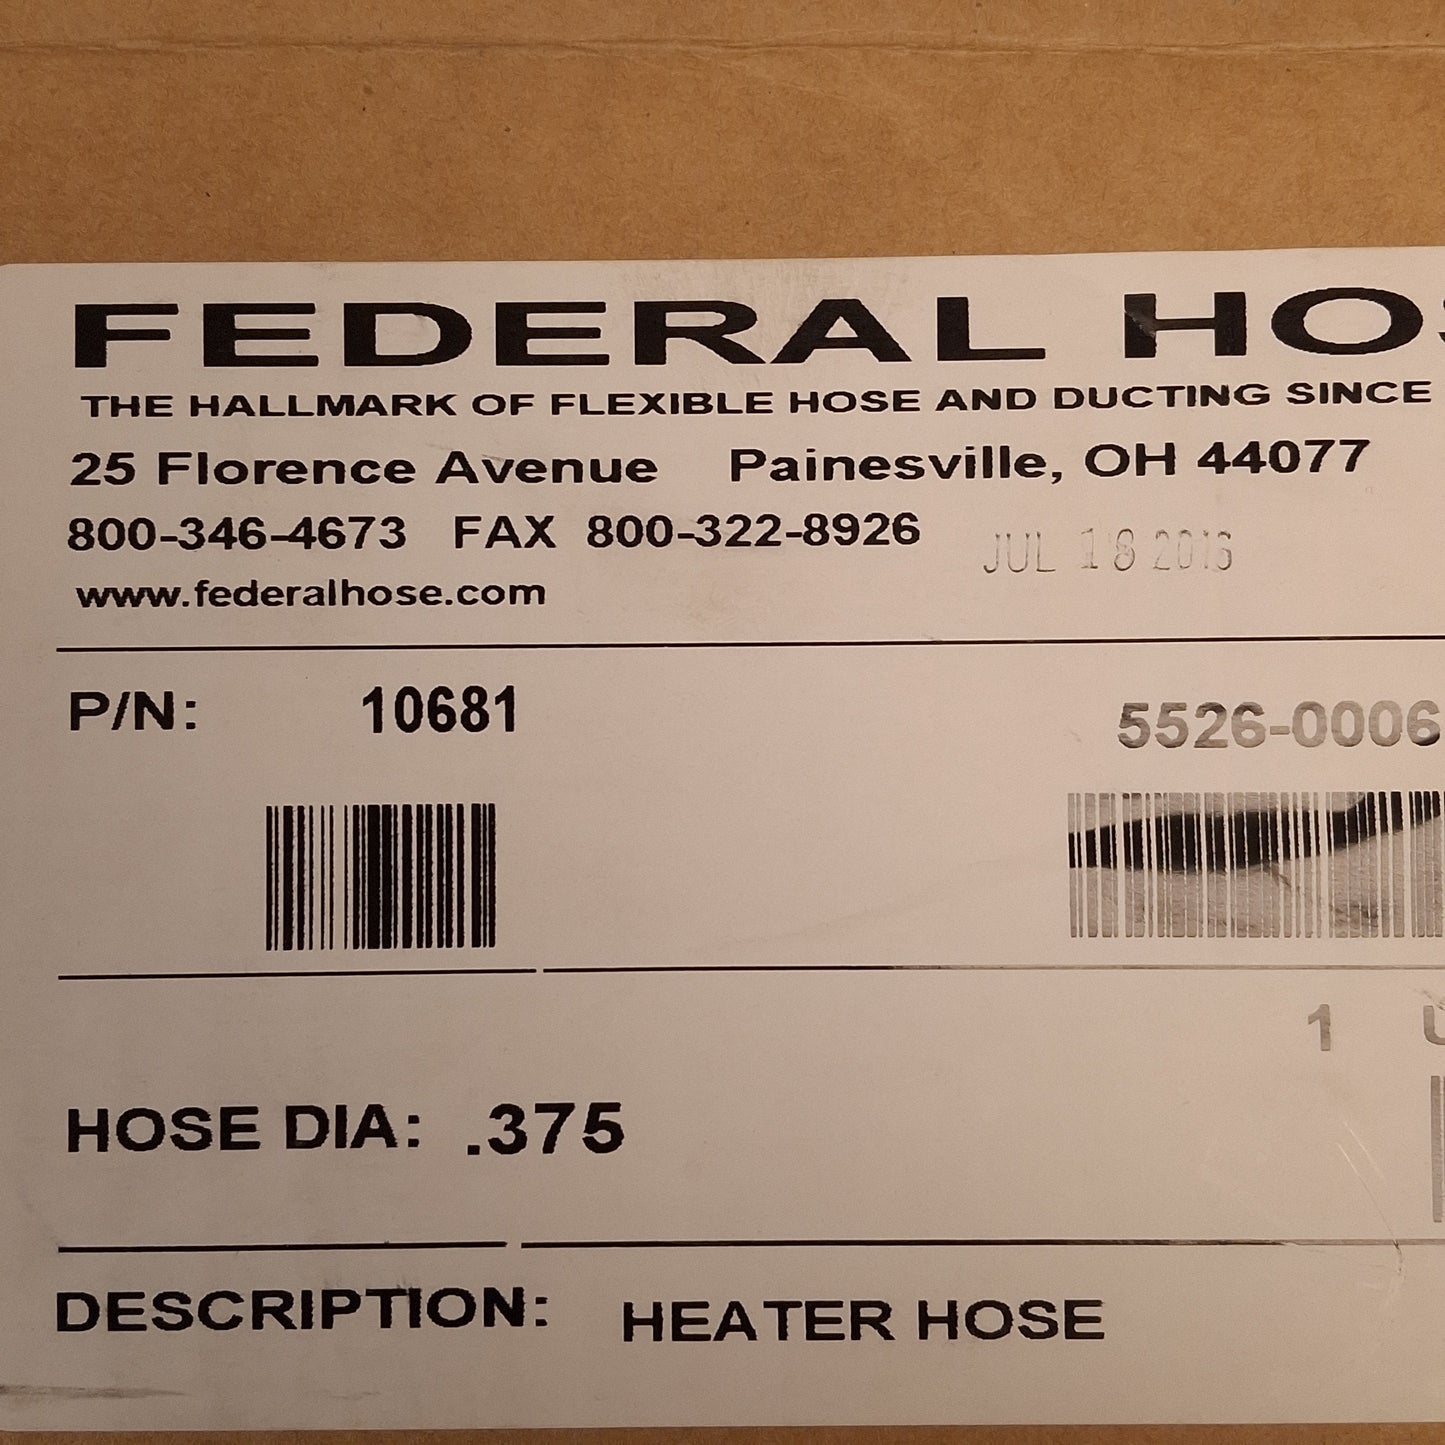 FEDERAL HOS
THE HALLMARK OF FLEXIBLE HOSE AND DUCTING SINCE
25 Florence Avenue Painesville, OH 44077
800-346-4673 FAX 800-322-8926
JUL 18 2016
www.federalhose.com
P/N: 10681
5526-0006
1
HOSE DIA: .375
DESCRIPTION: HEATER HOSE